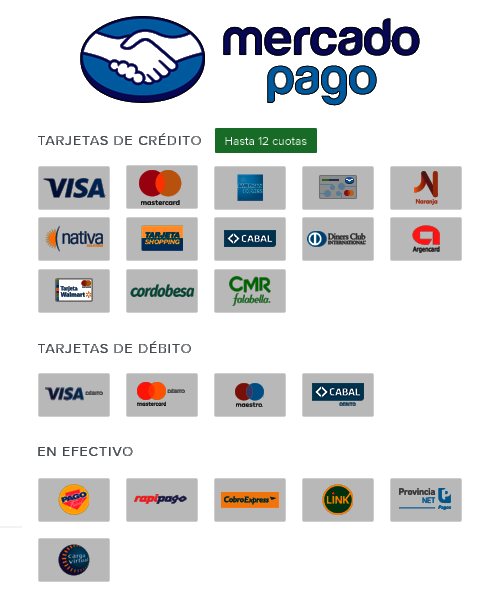 mercado
pago
TARJETAS DE CRÉDITO
Hasta 12 cuotas
VISA
mastercard
AMERICAN EXPRESS
Naranja
nativa
TARJETA
SHOPPING
CABAL
Diners Club
INTERNATIONAL
Argencard
Tarjeta
Walmart
cordobesa
CMR
falabella.
TARJETAS DE DÉBITO
VISA DÉBITO
mastercard DÉBITO
maestro.
CABAL
DÉBITO
EN EFECTIVO
PAGO
rapipago
CobroExpress
LINK
Provincia
NET
Pagos
Carga
Virtual